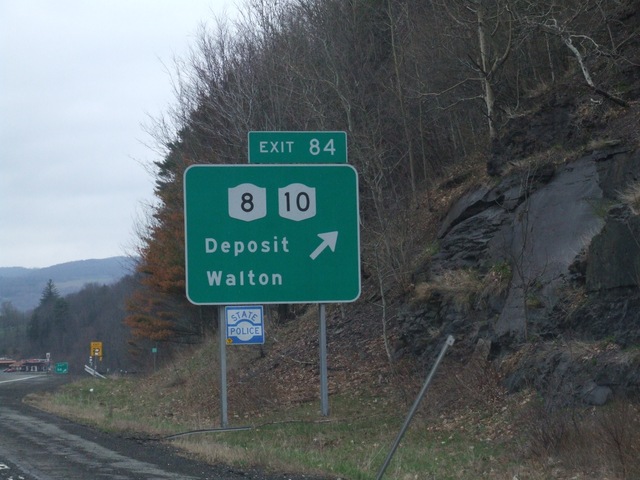 EXIT 84
8 10
Deposit
Walton
STATE
POLICE